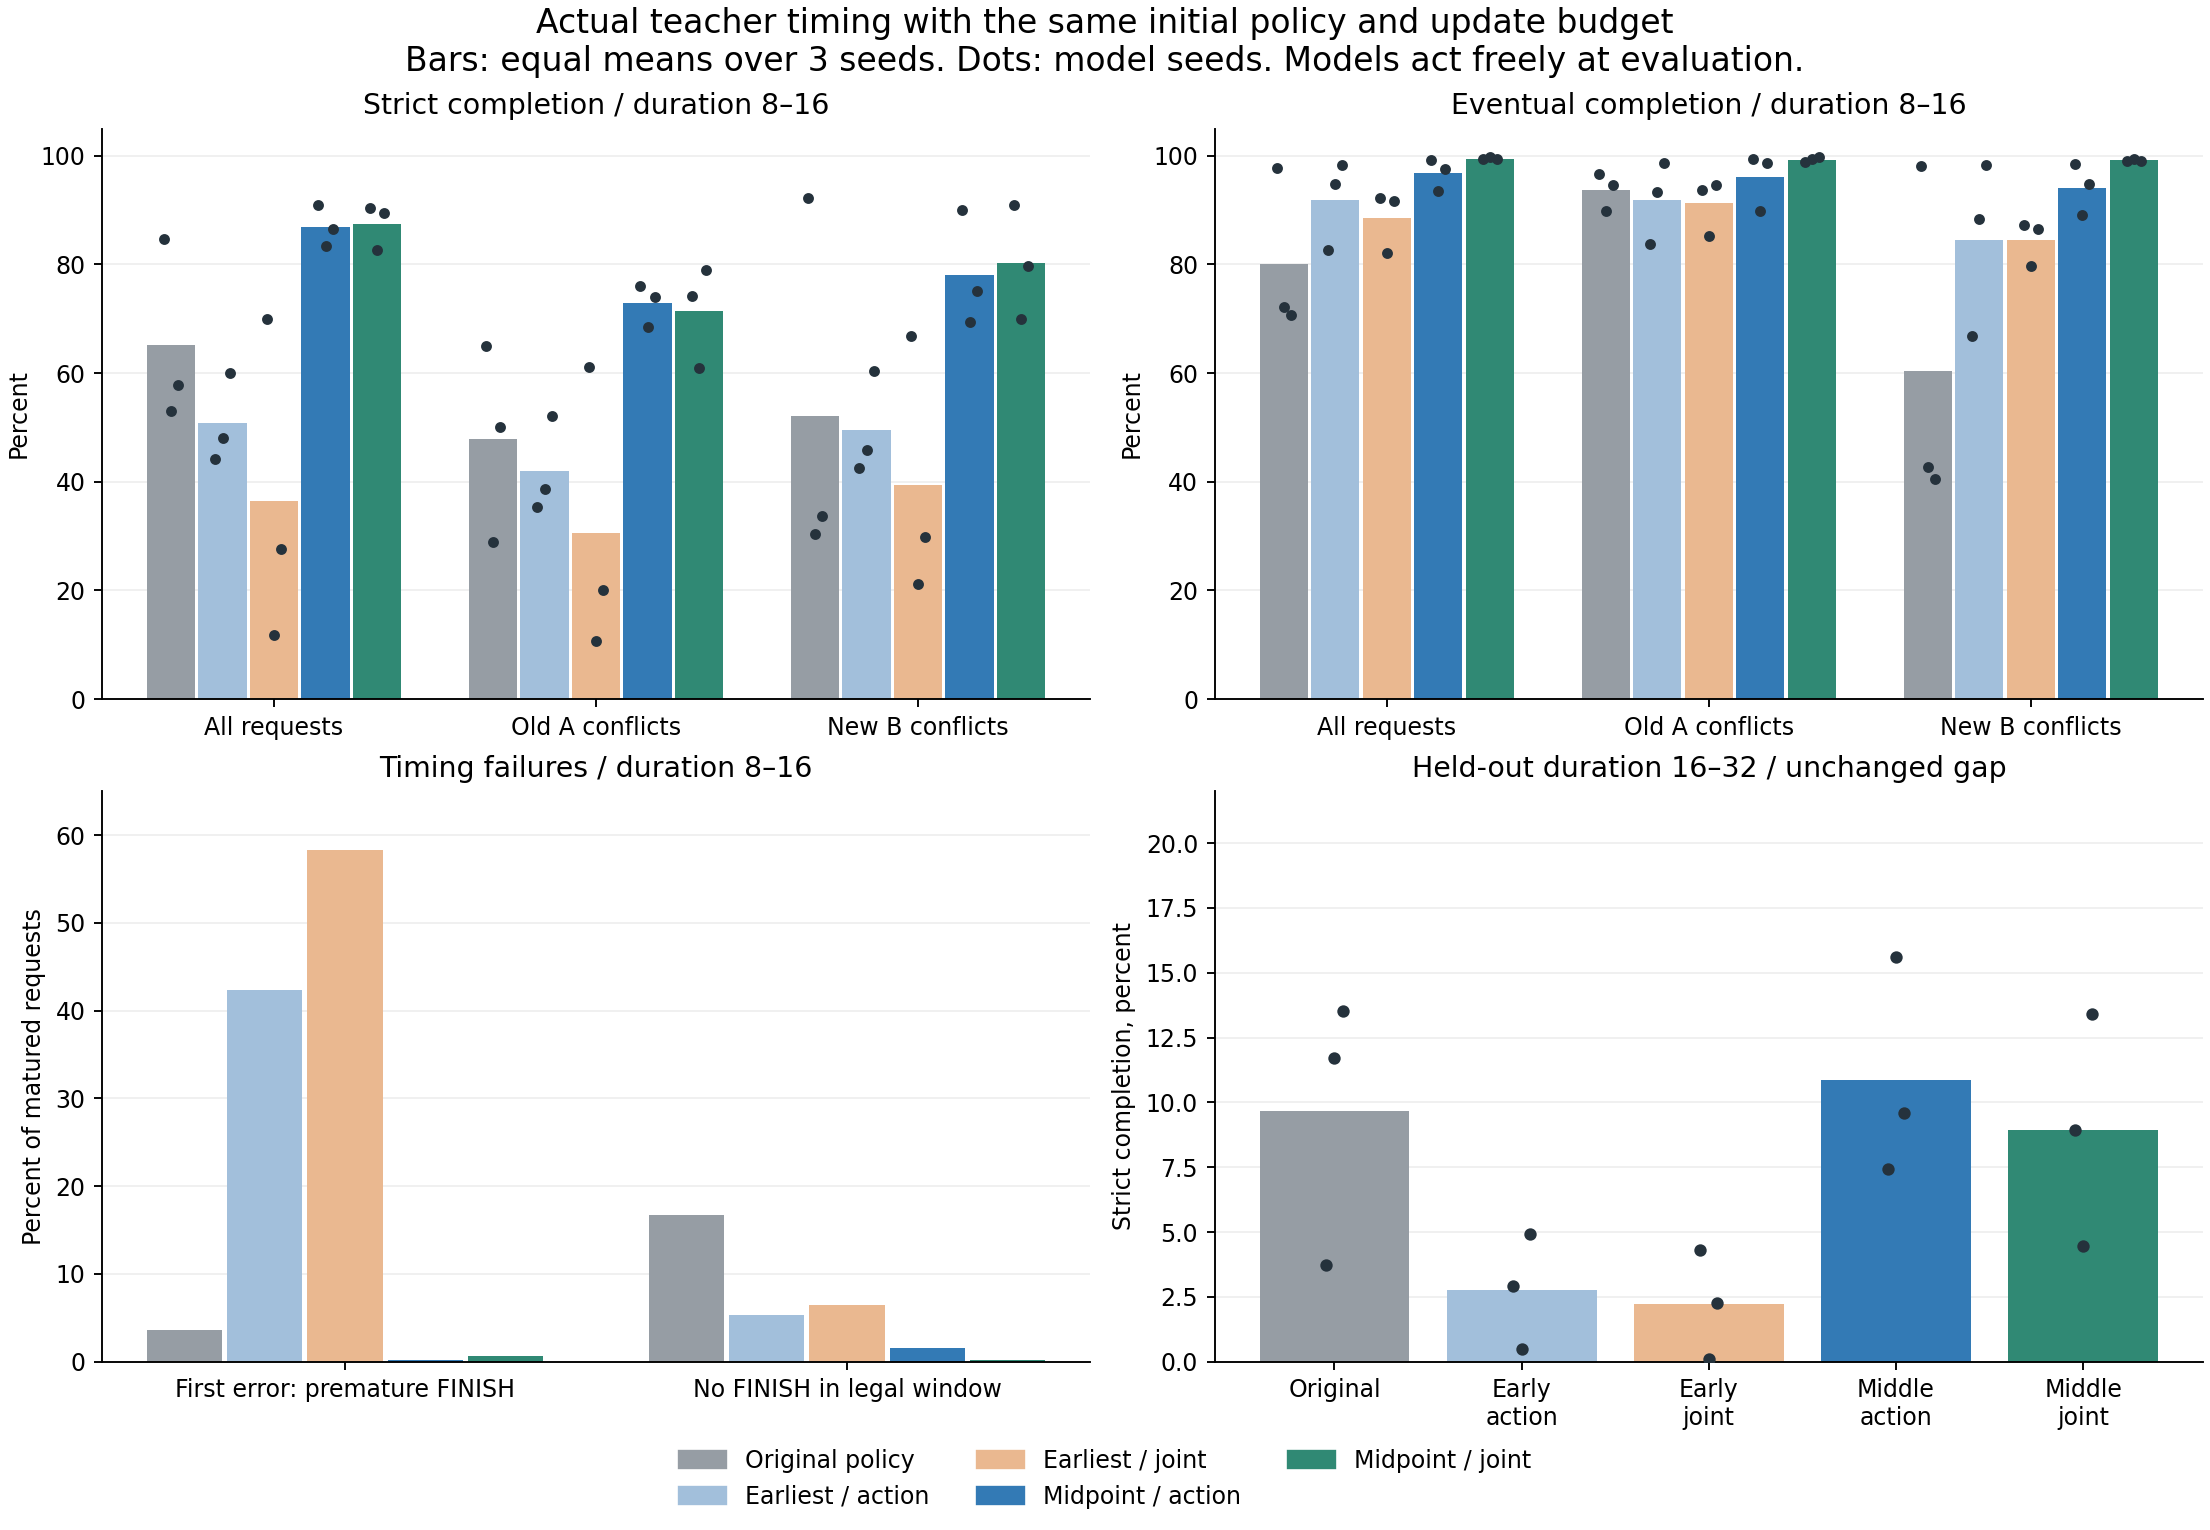 Actual teacher timing with the same initial policy and update budget
Bars: equal means over 3 seeds. Dots: model seeds. Models act freely at evaluation.
Strict completion / duration 8–16
Percent
100
80
60
40
20
0
All requests
Old A conflicts
New B conflicts
Eventual completion / duration 8–16
Percent
100
80
60
40
20
0
All requests
Old A conflicts
New B conflicts
Timing failures / duration 8–16
Percent of matured requests
60
50
40
30
20
10
0
First error: premature FINISH
No FINISH in legal window
Held-out duration 16–32 / unchanged gap
Strict completion, percent
20.0
17.5
15.0
12.5
10.0
7.5
5.0
2.5
0.0
Original
Early
action
Early
joint
Middle
action
Middle
joint
Original policy
Earliest / action
Earliest / joint
Midpoint / action
Midpoint / joint